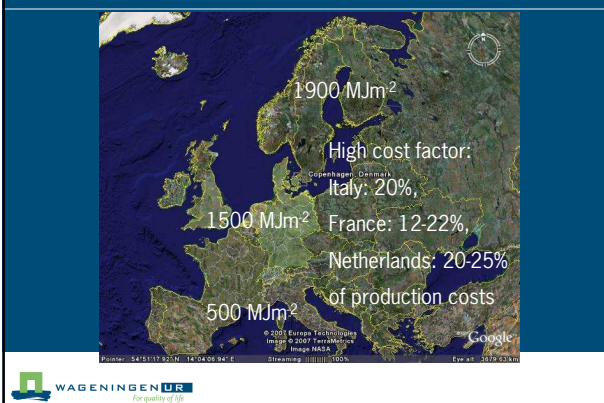 1900 MJm-2
High cost factor:
Copenhagen, Denmark
Italy: 20%,
1500 MJm-2
France: 12-22%,
Netherlands: 20-25%
of production costs
500 MJm-2
© 2007 Europa Technologies
Image © 2007 TerraMetrics
Image NASA
Google
Pointer 54°51'17.92" N 14°04'06.94" E Streaming 100% Eye alt 3679.63 km
WAGENINGEN UR
For quality of life